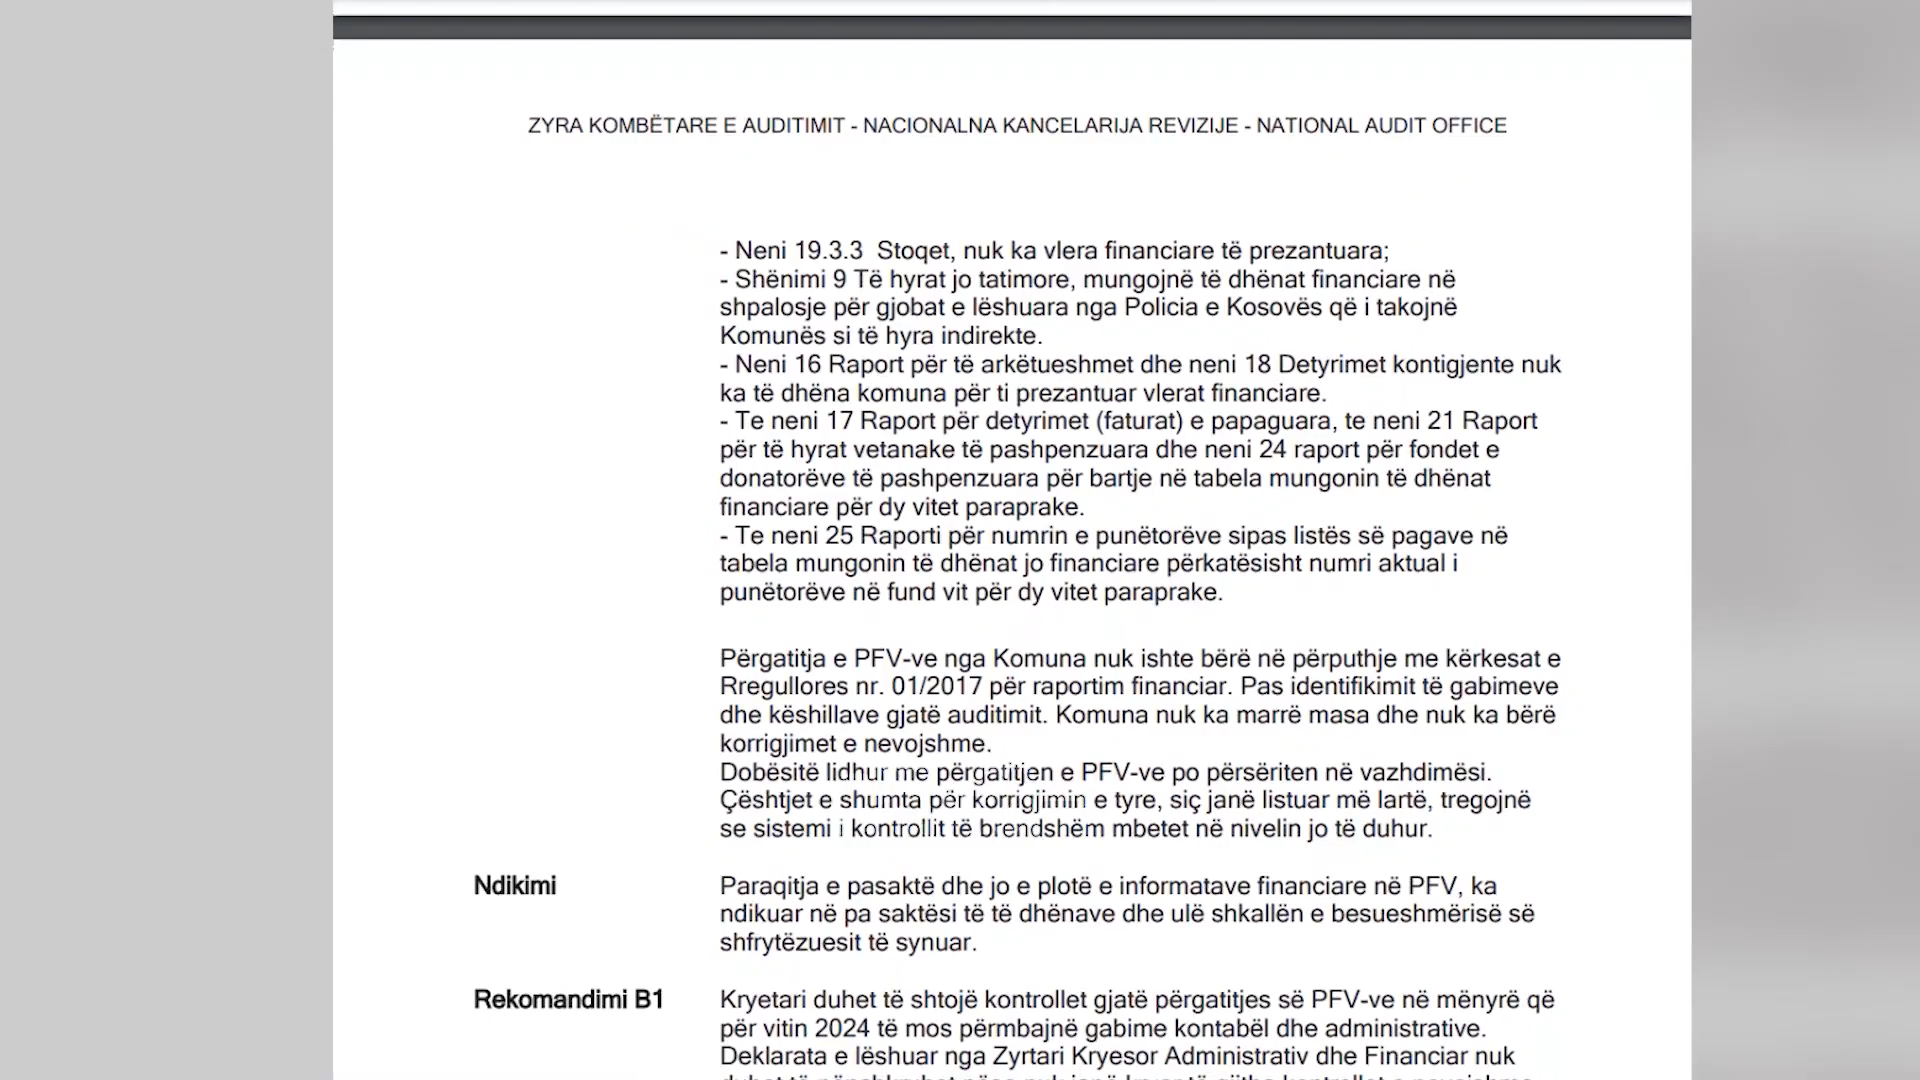 ZYRA KOMBËTARE E AUDITIMIT - NACIONALNA KANCELARIJA REVIZIJE - NATIONAL AUDIT OFFICE
- Neni 19.3.3 Stoqet, nuk ka vlera financiare të prezantuara;
- Shënimi 9 Të hyrat jo tatimore, mungojnë të dhënat financiare në
shpalosje për gjobat e lëshuara nga Policia e Kosovës që i takojnë
Komunës si të hyra indirekte.
- Neni 16 Raport për të arkëtueshmet dhe neni 18 Detyrimet kontigjente nuk
ka të dhëna komuna për ti prezantuar vlerat financiare.
- Te neni 17 Raport për detyrimet (faturat) e papaguara, te neni 21 Raport
për të hyrat vetanake të pashpenzuara dhe neni 24 raport për fondet e
donatorëve të pashpenzuara për bartje në tabela mungonin të dhënat
financiare për dy vitet paraprake.
- Te neni 25 Raporti për numrin e punëtorëve sipas listës së pagave në
tabela mungonin të dhënat jo financiare përkatësisht numri aktual i
punëtorëve në fund vit për dy vitet paraprake.
Përgatitja e PFV-ve nga Komuna nuk ishte bërë në përputhje me kërkesat e
Rregullores nr. 01/2017 për raportim financiar. Pas identifikimit të gabimeve
dhe këshillave gjatë auditimit. Komuna nuk ka marrë masa dhe nuk ka bërë
korrigjimet e nevojshme.
Dobësitë lidhur me përgatitjen e PFV-ve po përsëriten në vazhdimësi.
Çështjet e shumta për korrigjimin e tyre, siç janë listuar më lartë, tregojnë
se sistemi i kontrollit të brendshëm mbetet në nivelin jo të duhur.
Ndikimi Paraqitja e pasaktë dhe jo e plotë e informatave financiare në PFV, ka
ndikuar në pa saktësi të të dhënave dhe ulë shkallën e besueshmërisë së
shfrytëzuesit të synuar.
Rekomandimi B1 Kryetari duhet të shtojë kontrollet gjatë përgatitjes së PFV-ve në mënyrë që
për vitin 2024 të mos përmbajnë gabime kontabël dhe administrative.
Deklarata e lëshuar nga Zyrtari Kryesor Administrativ dhe Financiar nuk